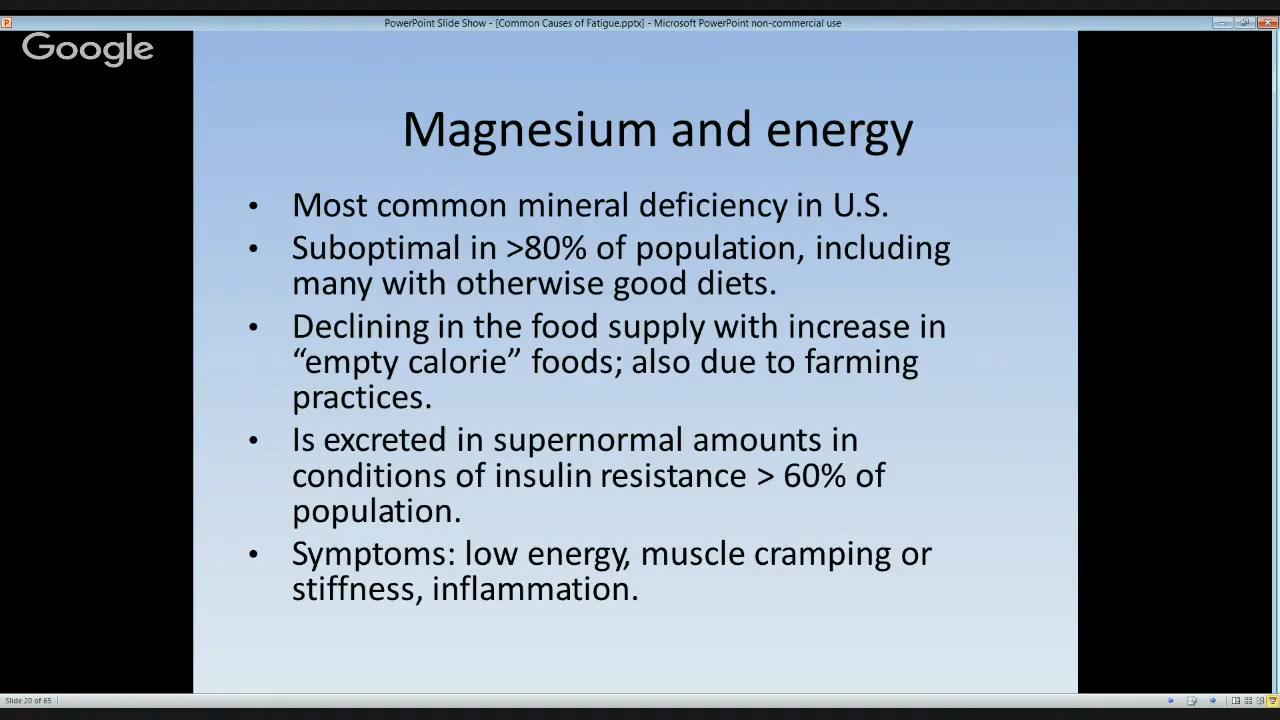 PowerPoint Slide Show - [Common Causes of Fatigue.pptx] - Microsoft PowerPoint non-commercial use
Google
Magnesium and energy
• Most common mineral deficiency in U.S.
• Suboptimal in >80% of population, including
many with otherwise good diets.
• Declining in the food supply with increase in
“empty calorie” foods; also due to farming
practices.
• Is excreted in supernormal amounts in
conditions of insulin resistance > 60% of
population.
• Symptoms: low energy, muscle cramping or
stiffness, inflammation.
Slide 20 of 65